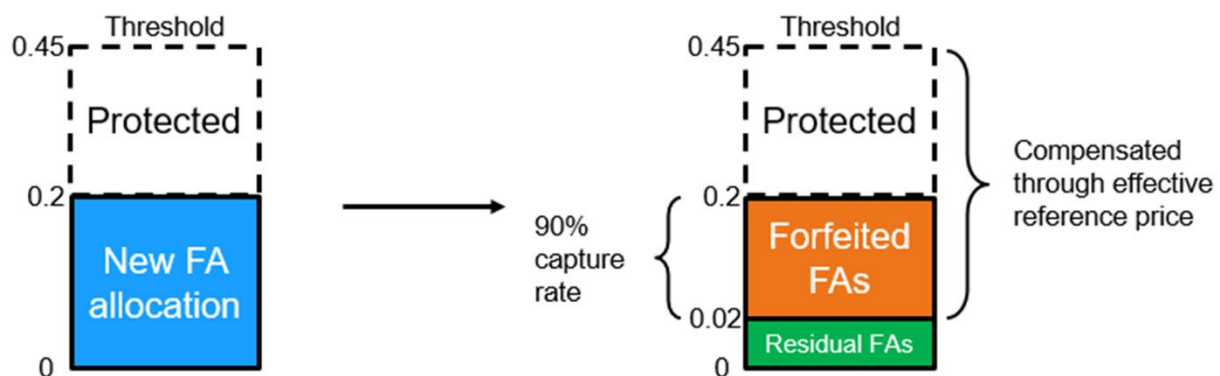 Threshold
0.45
Protected
0.2
New FA
allocation
0
90%
capture
rate
Threshold
0.45
Protected
0.2
Forfeited
FAs
0.02
Residual FAs
0
Compensated
through effective
reference price